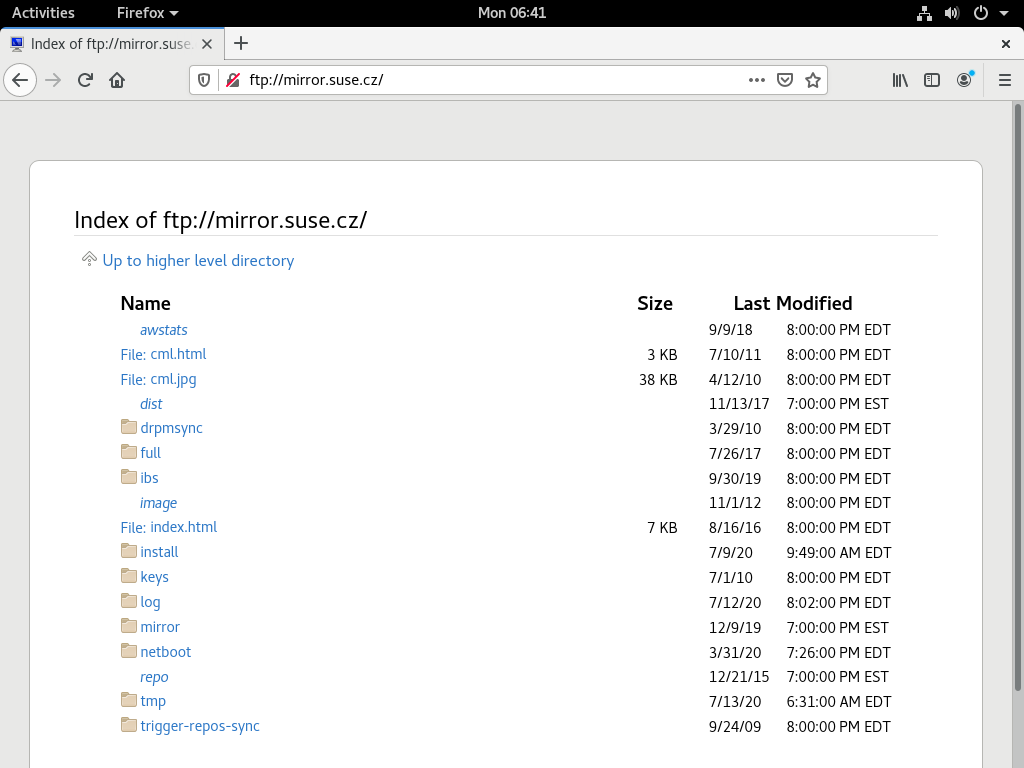 Activities Firefox Mon 06:41
Index of ftp://mirror.suse.
ftp://mirror.suse.cz/
Index of ftp://mirror.suse.cz/
Up to higher level directory
Name Size Last Modified
awstats 9/9/18 8:00:00 PM EDT
File: cml.html 3 KB 7/10/11 8:00:00 PM EDT
File: cml.jpg 38 KB 4/12/10 8:00:00 PM EDT
dist 11/13/17 7:00:00 PM EST
drpmsync 3/29/10 8:00:00 PM EDT
full 7/26/17 8:00:00 PM EDT
ibs 9/30/19 8:00:00 PM EDT
image 11/1/12 8:00:00 PM EDT
File: index.html 7 KB 8/16/16 8:00:00 PM EDT
install 7/9/20 9:49:00 AM EDT
keys 7/1/10 8:00:00 PM EDT
log 7/12/20 8:02:00 PM EDT
mirror 12/9/19 7:00:00 PM EST
netboot 3/31/20 7:26:00 PM EDT
repo 12/21/15 7:00:00 PM EST
tmp 7/13/20 6:31:00 AM EDT
trigger-repos-sync 9/24/09 8:00:00 PM EDT